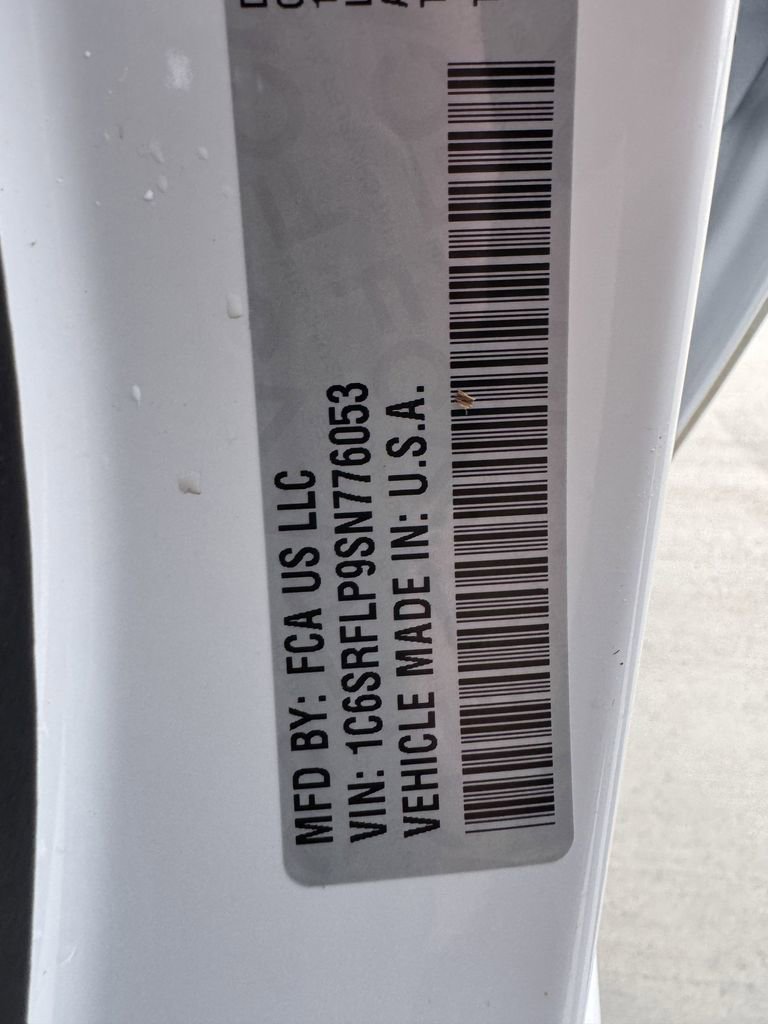 MFD BY: FCA US LLC
VIN: 1C6SRFLP9SN776053
VEHICLE MADE IN: U.S.A.